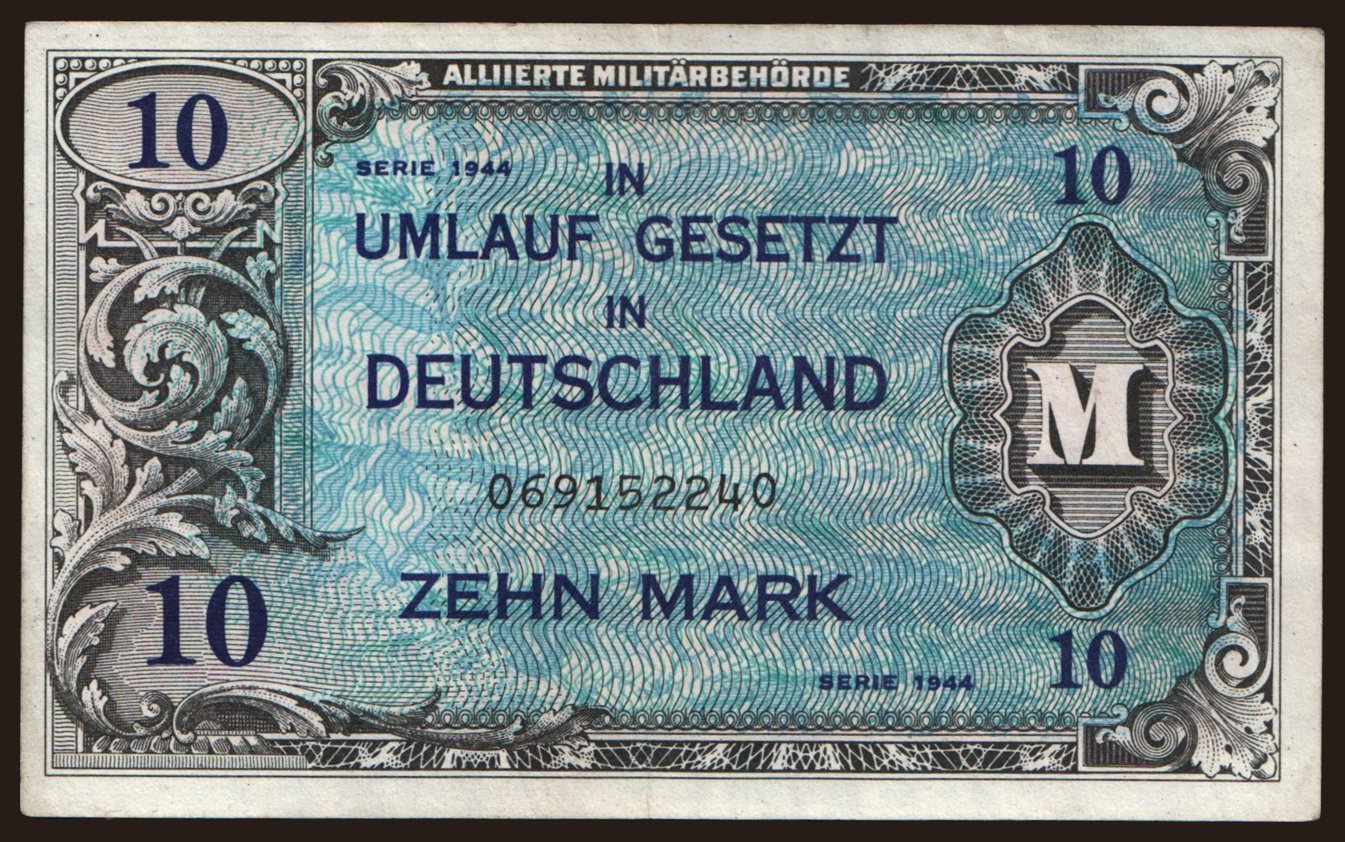 ALLIIERTE MILITÄRBEHÖRDE
10
10
SERIE 1944
IN
UMLAUF GESETZT
IN
DEUTSCHLAND
M
069152240
ZEHN MARK
10
10
SERIE 1944